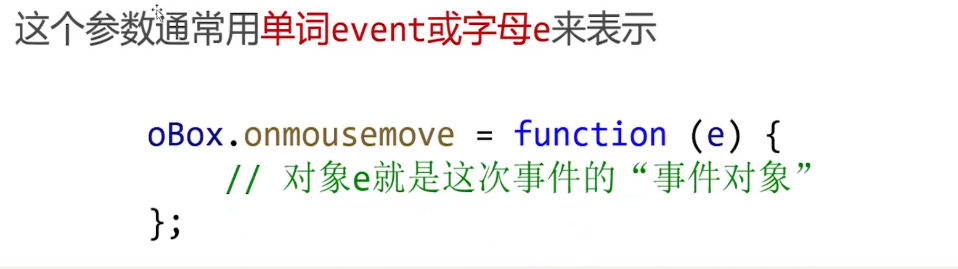 这个参数通常用单词event或字母e来表示
oBox.onmousemove = function (e) {
// 对象e就是这次事件的“事件对象”
};